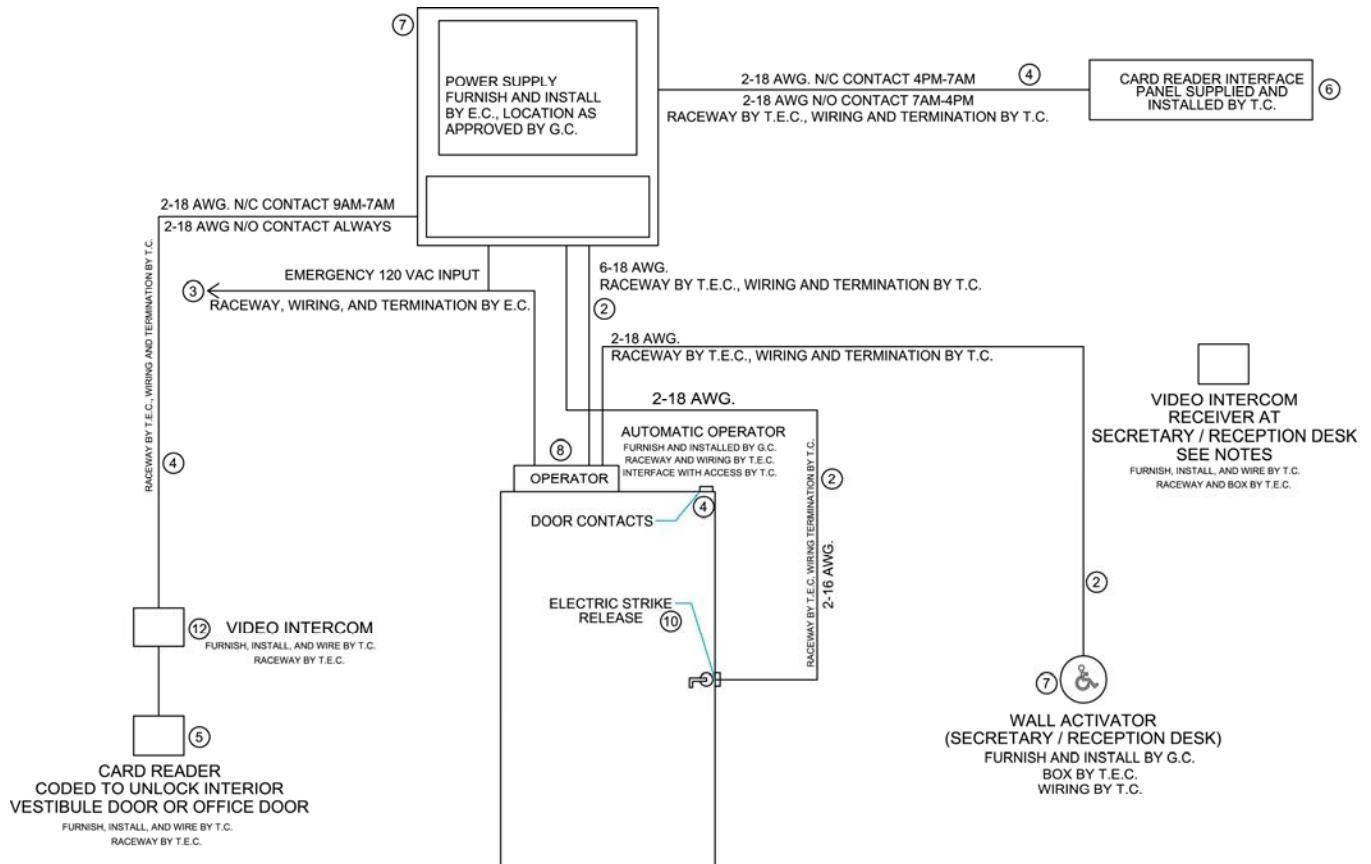 7
POWER SUPPLY
FURNISH AND INSTALL
BY E.C., LOCATION AS
APPROVED BY G.C.
2-18 AWG. N/C CONTACT 4PM-7AM
4
2-18 AWG N/O CONTACT 7AM-4PM
RACEWAY BY T.E.C., WIRING AND TERMINATION BY T.C.
CARD READER INTERFACE
PANEL SUPPLIED AND
INSTALLED BY T.C.
6
2-18 AWG. N/C CONTACT 9AM-7AM
2-18 AWG N/O CONTACT ALWAYS
RACEWAY BY T.E.C., WIRING AND TERMINATION BY T.C.
4
EMERGENCY 120 VAC INPUT
3
RACEWAY, WIRING, AND TERMINATION BY E.C.
6-18 AWG.
RACEWAY BY T.E.C., WIRING AND TERMINATION BY T.C.
2
2-18 AWG.
RACEWAY BY T.E.C., WIRING AND TERMINATION BY T.C.
2-18 AWG.
AUTOMATIC OPERATOR
FURNISH AND INSTALLED BY G.C.
RACEWAY AND WIRING BY T.E.C.
INTERFACE WITH ACCESS BY T.C.
8
OPERATOR
DOOR CONTACTS
4
ELECTRIC STRIKE
RELEASE
10
RACEWAY BY T.E.C, WIRING TERMINATION BY T.C.
2
2-16 AWG.
VIDEO INTERCOM
RECEIVER AT
SECRETARY / RECEPTION DESK
SEE NOTES
FURNISH, INSTALL, AND WIRE BY T.C.
RACEWAY AND BOX BY T.E.C.
2
7
WALL ACTIVATOR
(SECRETARY / RECEPTION DESK)
FURNISH AND INSTALL BY G.C.
BOX BY T.E.C.
WIRING BY T.C.
12
VIDEO INTERCOM
FURNISH, INSTALL, AND WIRE BY T.C.
RACEWAY BY T.E.C.
5
CARD READER
CODED TO UNLOCK INTERIOR
VESTIBULE DOOR OR OFFICE DOOR
FURNISH, INSTALL, AND WIRE BY T.C.
RACEWAY BY T.E.C.